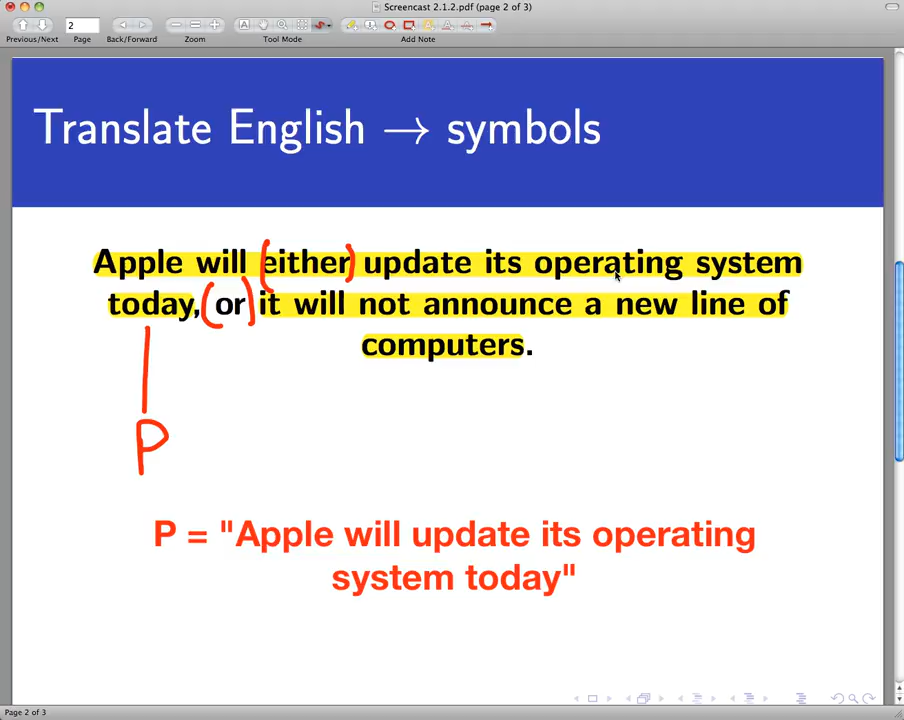 Screencast 2.1.2.pdf (page 2 of 3)
2
Previous/Next Page Back/Forward Zoom Tool Mode Add Note
Translate English → symbols
Apple will (either) update its operating system
today, (or) it will not announce a new line of
computers.
P
P = "Apple will update its operating
system today"
Page 2 of 3